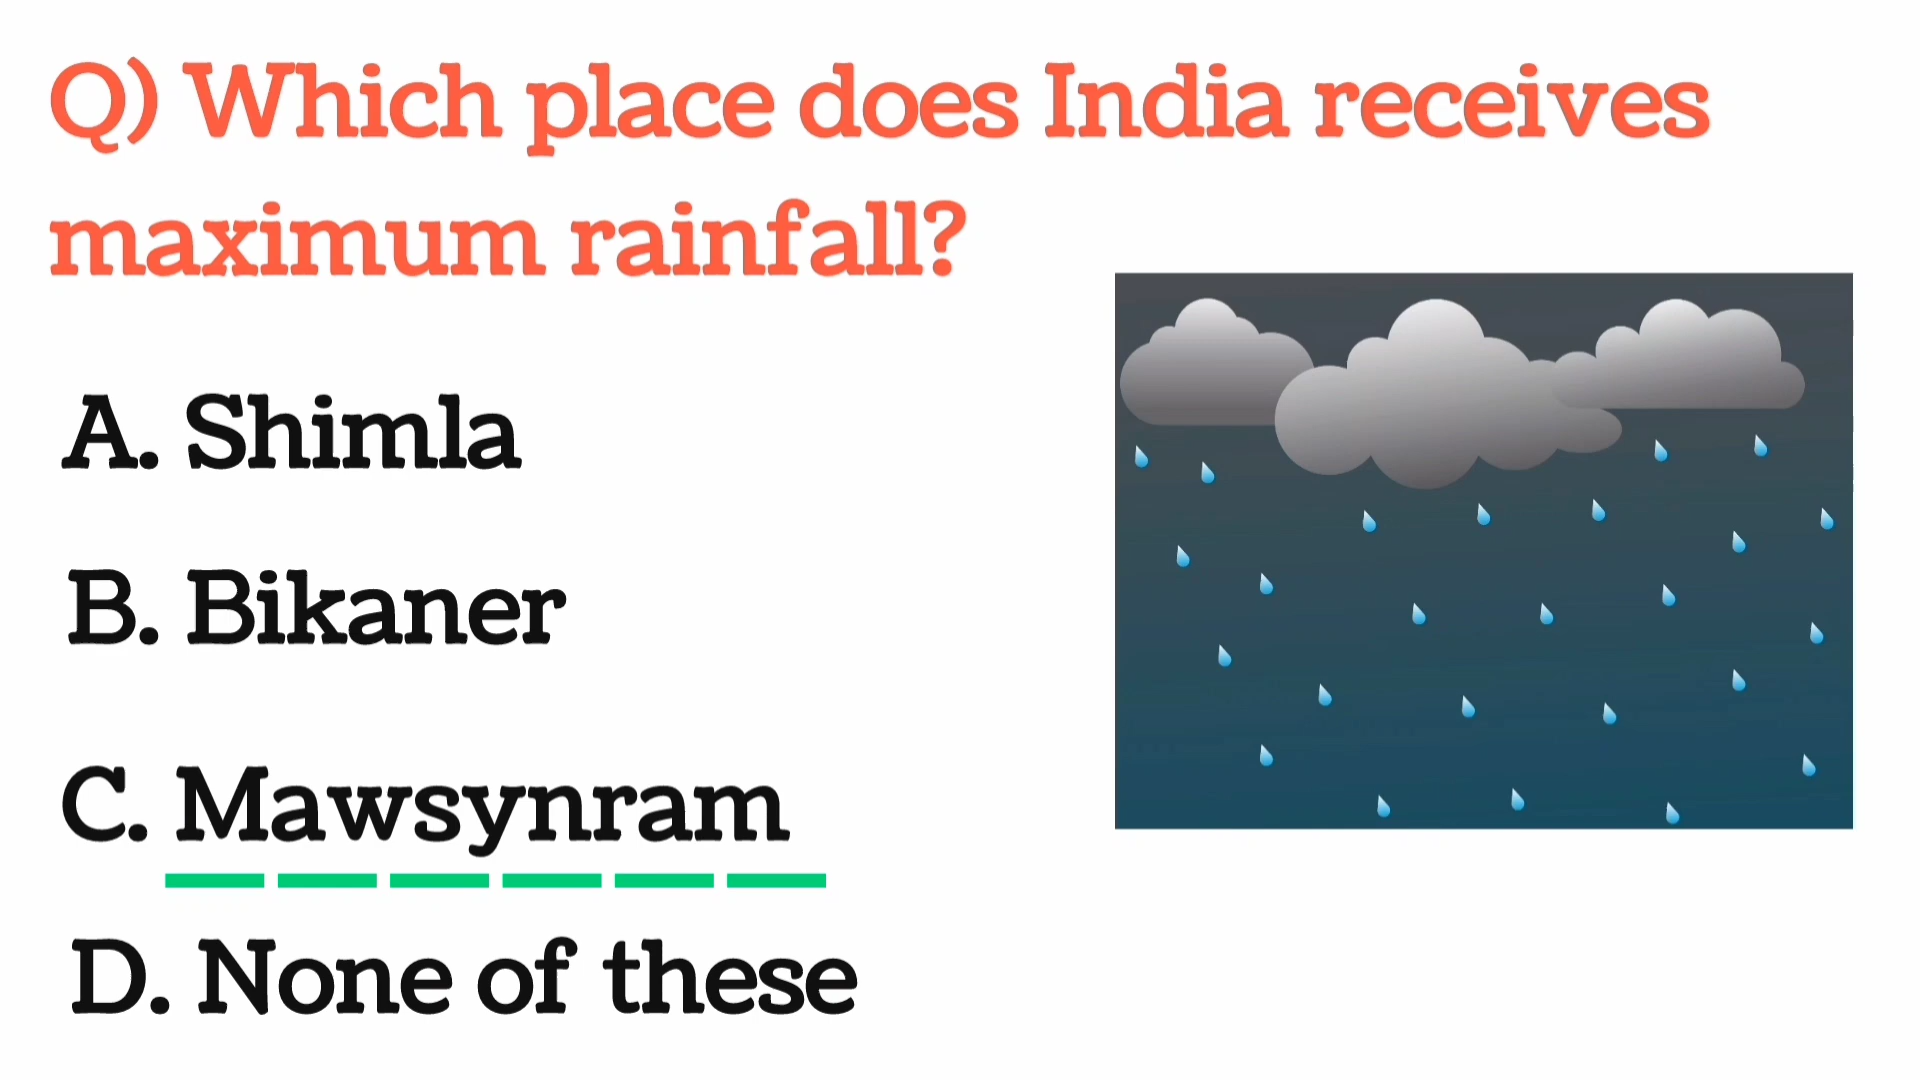 Q) Which place does India receives
maximum rainfall?
A. Shimla
B. Bikaner
C. Mawsynram
D. None of these